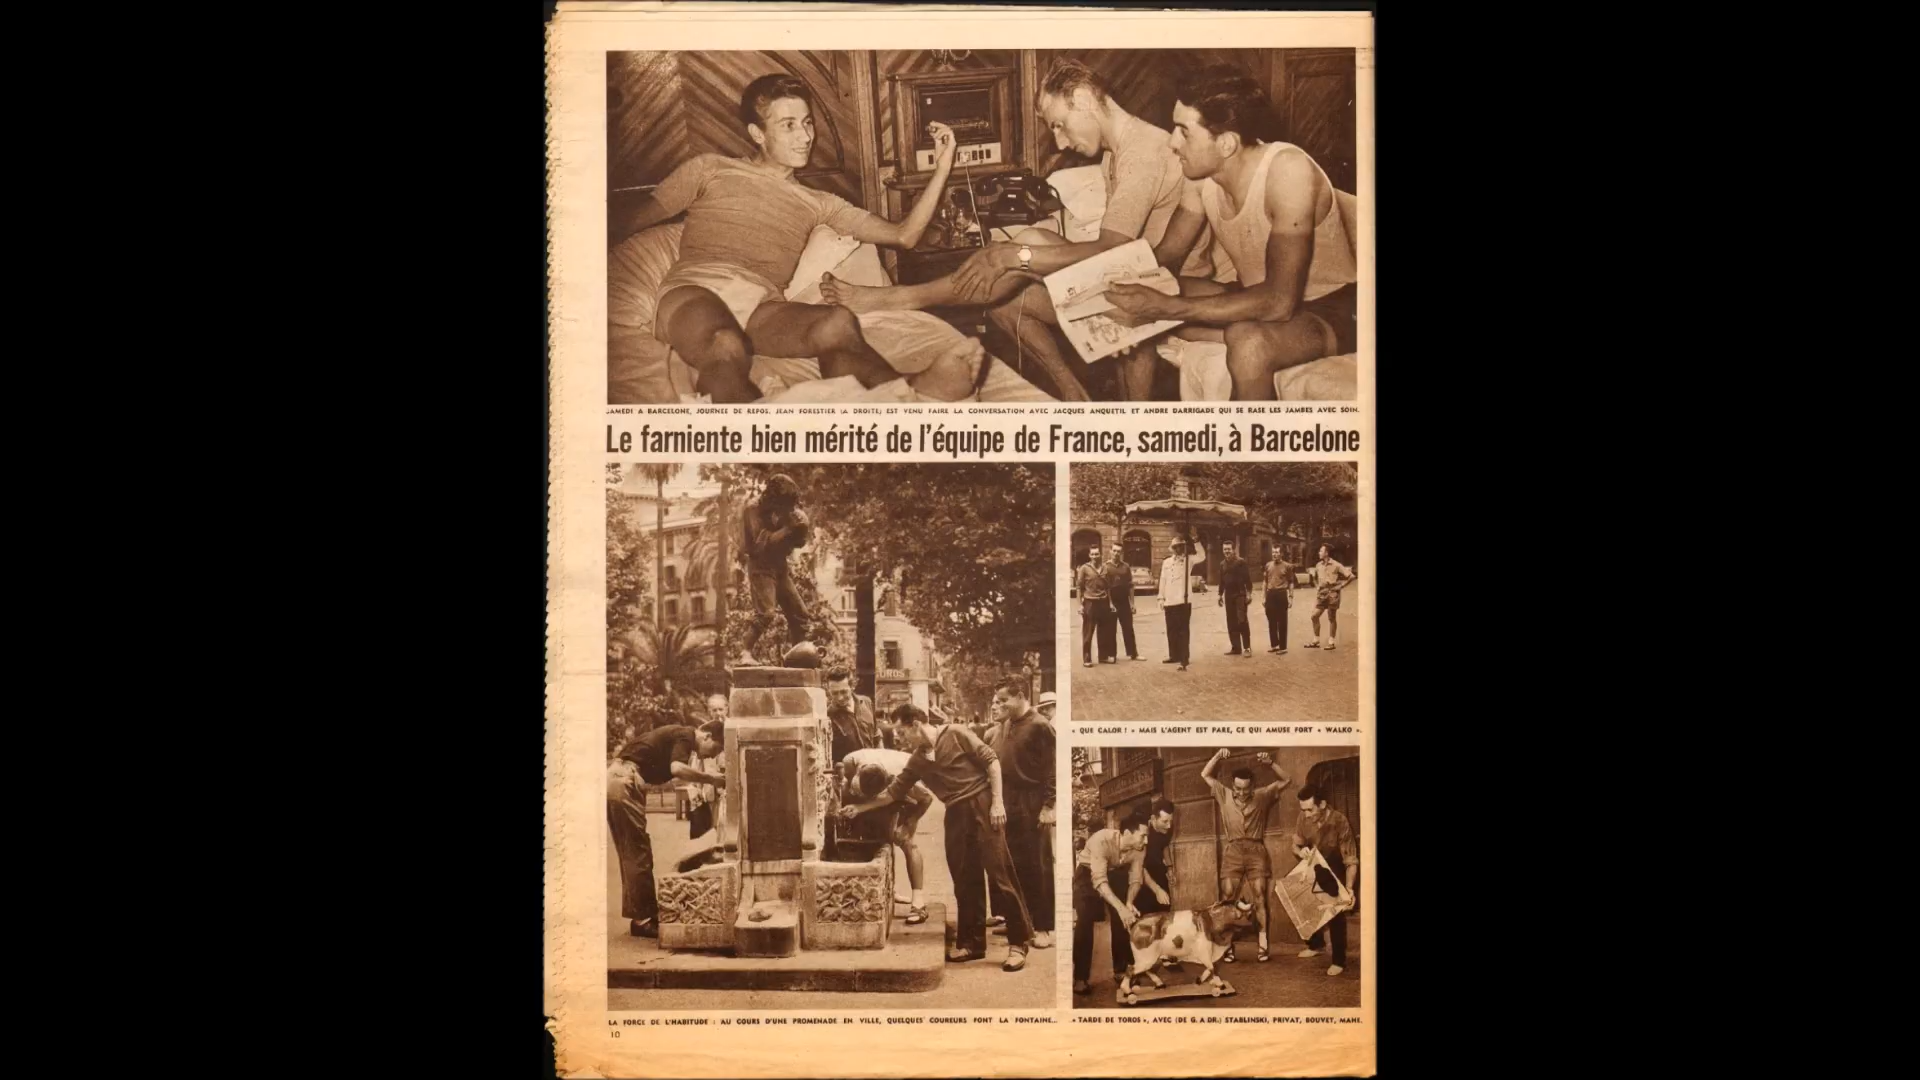 SAMEDI A BARCELONE, JOURNEE DE REPOS. JEAN FORESTIER (A DROITE) EST VENU FAIRE LA CONVERSATION AVEC JACQUES ANQUETIL ET ANDRE DARRIGADE QUI SE RASE LES JAMBES AVEC SOIN.
Le farniente bien mérité de l'équipe de France, samedi, à Barcelone
« QUE CALOR ! » MAIS L'AGENT EST PARE, CE QUI AMUSE FORT « WALKO ».
LA FORCE DE L'HABITUDE : AU COURS D'UNE PROMENADE EN VILLE, QUELQUES COUREURS FONT LA FONTAINE...
« TARDE DE TOROS », AVEC (DE G. A DR.) STABLINSKI, PRIVAT, BOUVET, MAHE.
10